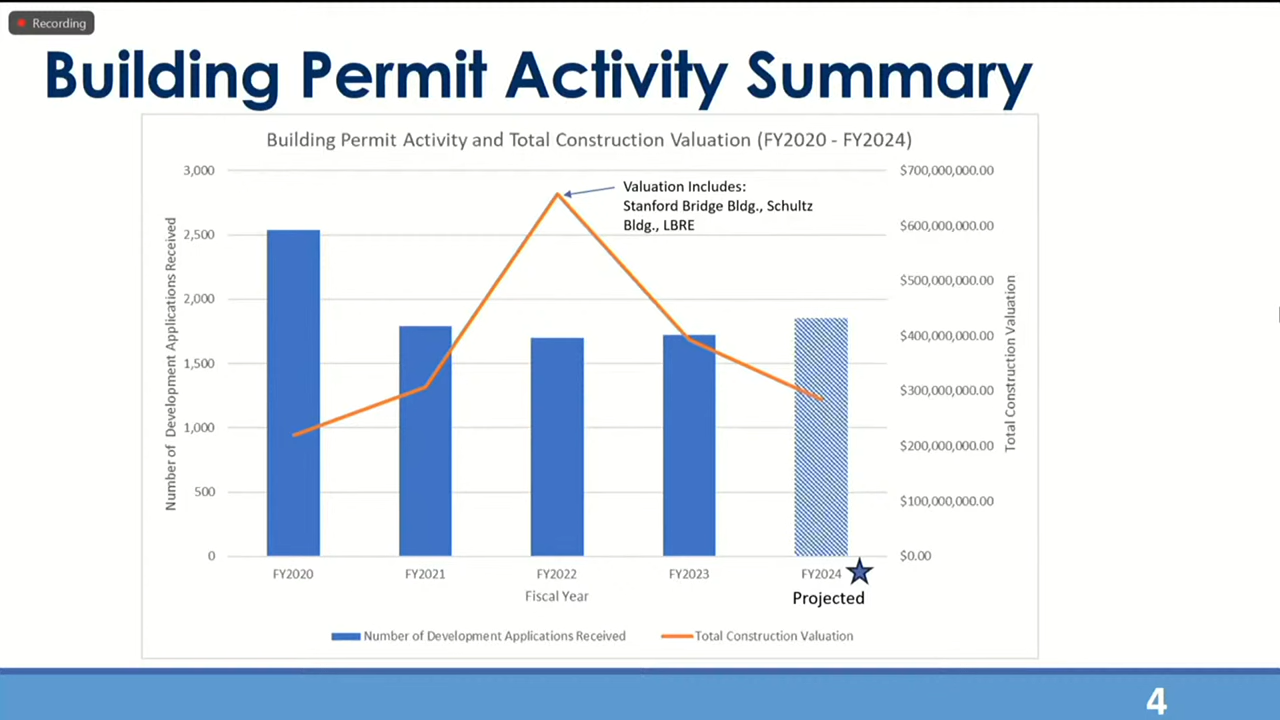 Recording
Building Permit Activity Summary
Building Permit Activity and Total Construction Valuation (FY2020 - FY2024)
3,000
2,500
2,000
1,500
1,000
500
0
Number of Development Applications Received
Valuation Includes:
Stanford Bridge Bldg., Schultz
Bldg., LBRE
$700,000,000.00
$600,000,000.00
$500,000,000.00
$400,000,000.00
$300,000,000.00
$200,000,000.00
$100,000,000.00
$0.00
Total Construction Valuation
FY2020 FY2021 FY2022 FY2023 FY2024
Projected
Fiscal Year
Number of Development Applications Received Total Construction Valuation
4